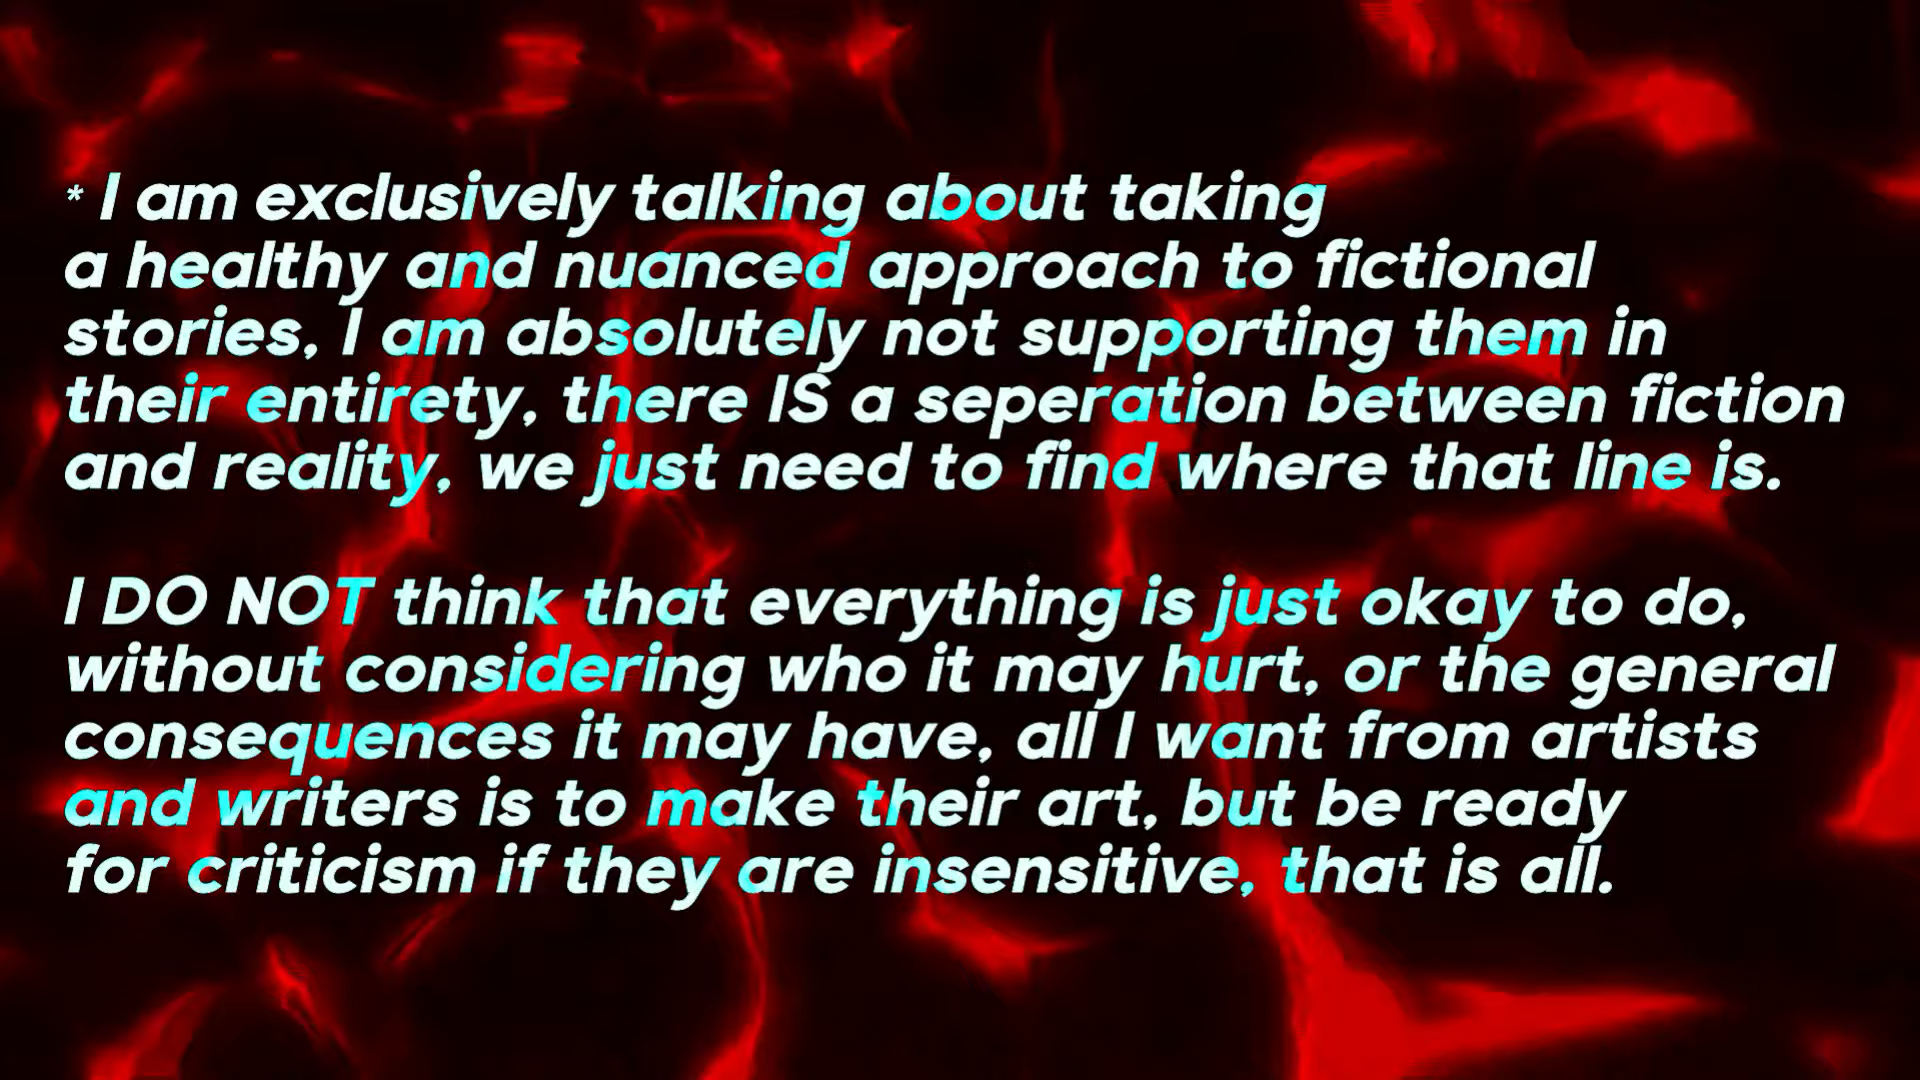 * I am exclusively talking about taking
a healthy and nuanced approach to fictional
stories, I am absolutely not supporting them in
their entirety, there IS a seperation between fiction
and reality, we just need to find where that line is.
I DO NOT think that everything is just okay to do,
without considering who it may hurt, or the general
consequences it may have, all I want from artists
and writers is to make their art, but be ready
for criticism if they are insensitive, that is all.